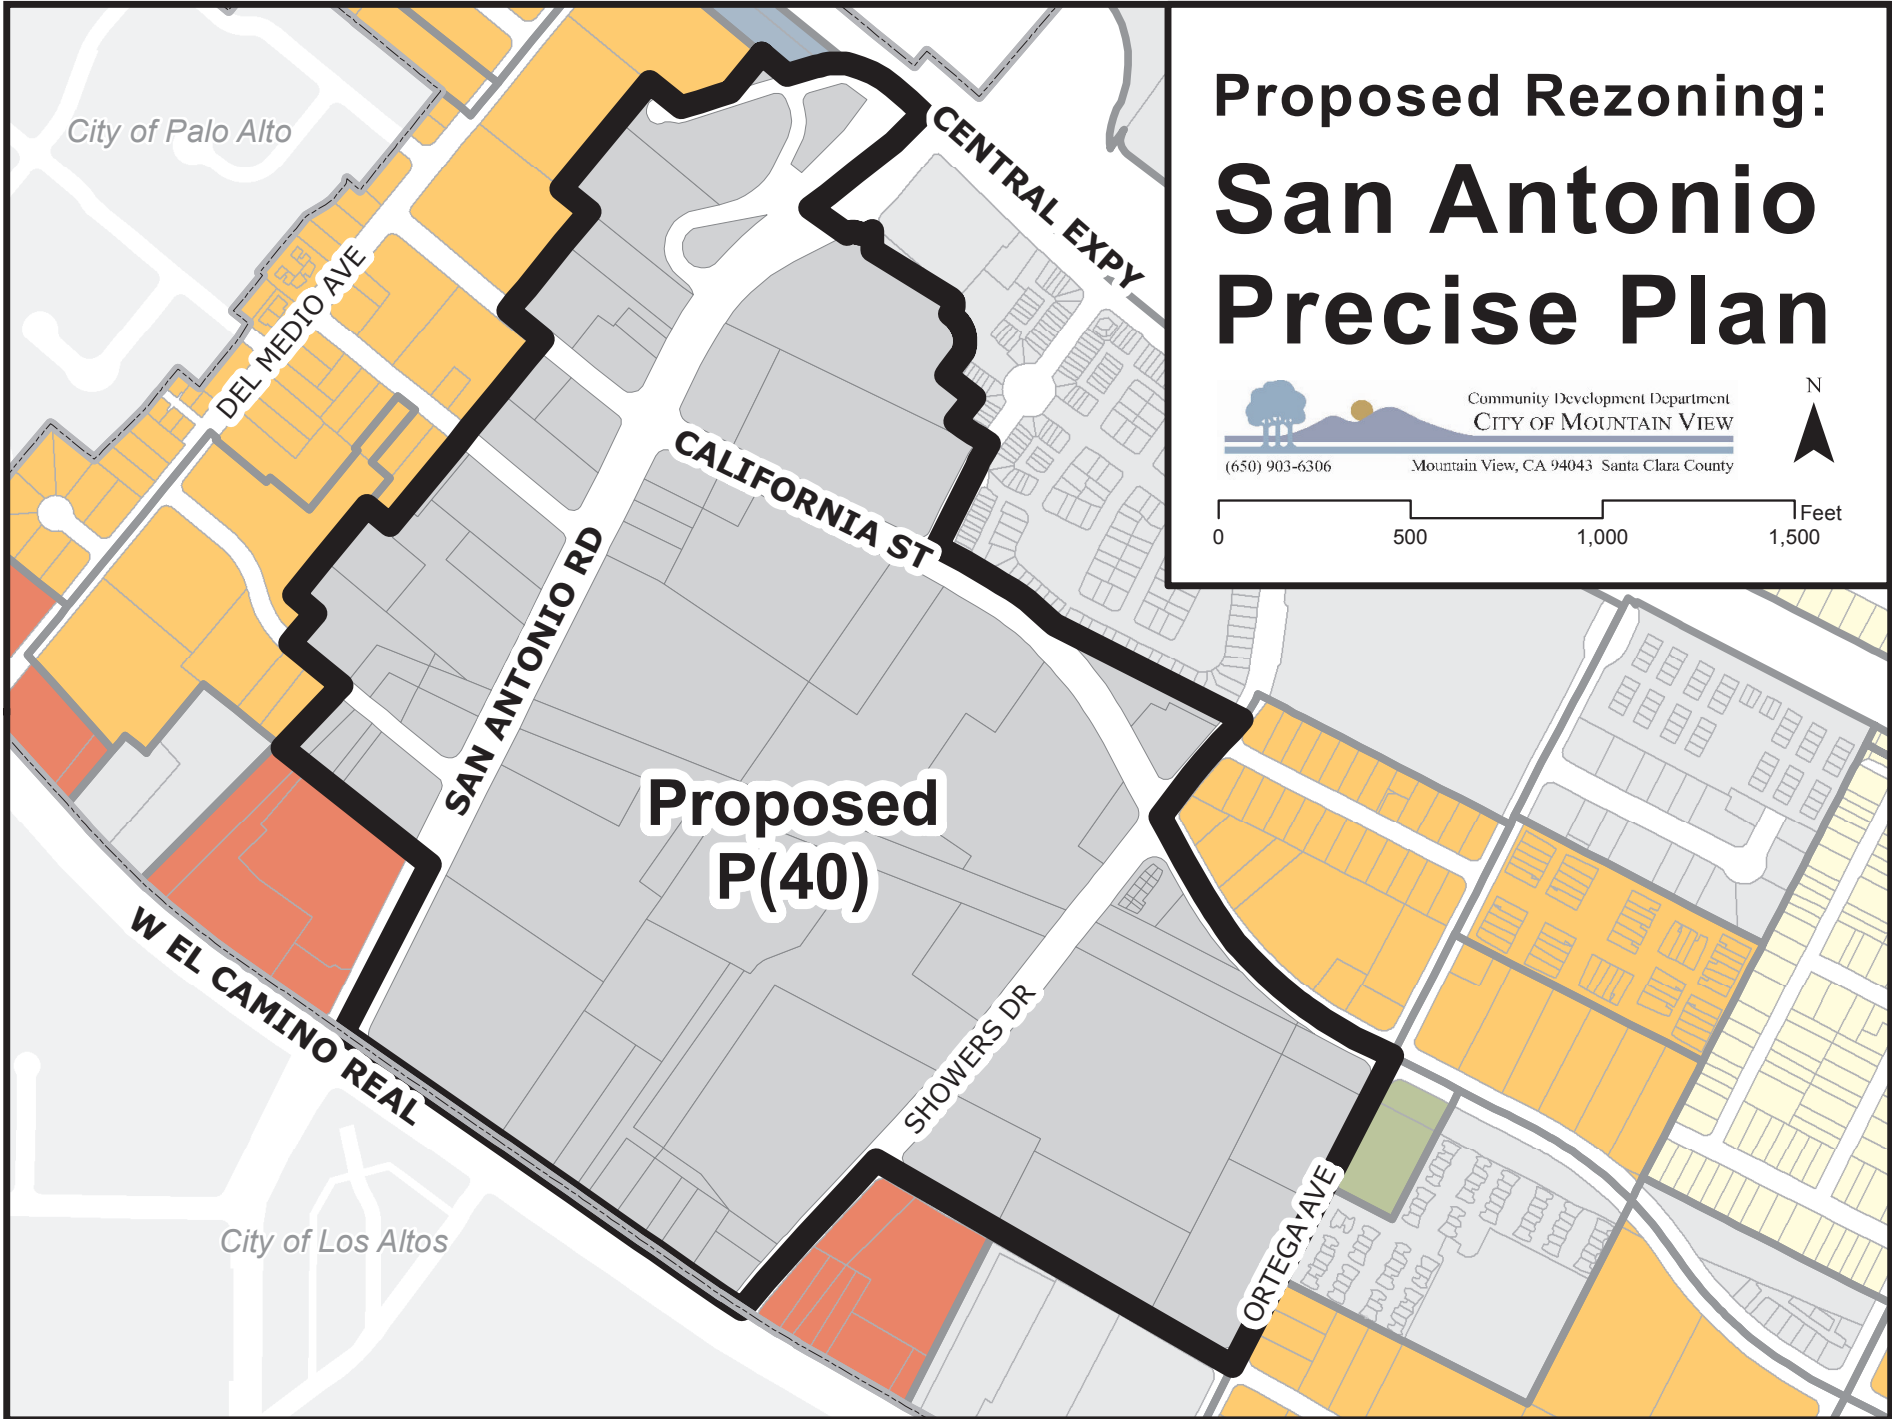 Proposed Rezoning:
San Antonio
Precise Plan
Community Development Department
CITY OF MOUNTAIN VIEW
(650) 903-6306
Mountain View, CA 94043 Santa Clara County
N
Feet
0 500 1,000 1,500
City of Palo Alto
CENTRAL EXPY
DEL MEDIO AVE
CALIFORNIA ST
SAN ANTONIO RD
Proposed
P(40)
W EL CAMINO REAL
SHOWERS DR
ORTEGA AVE
City of Los Altos